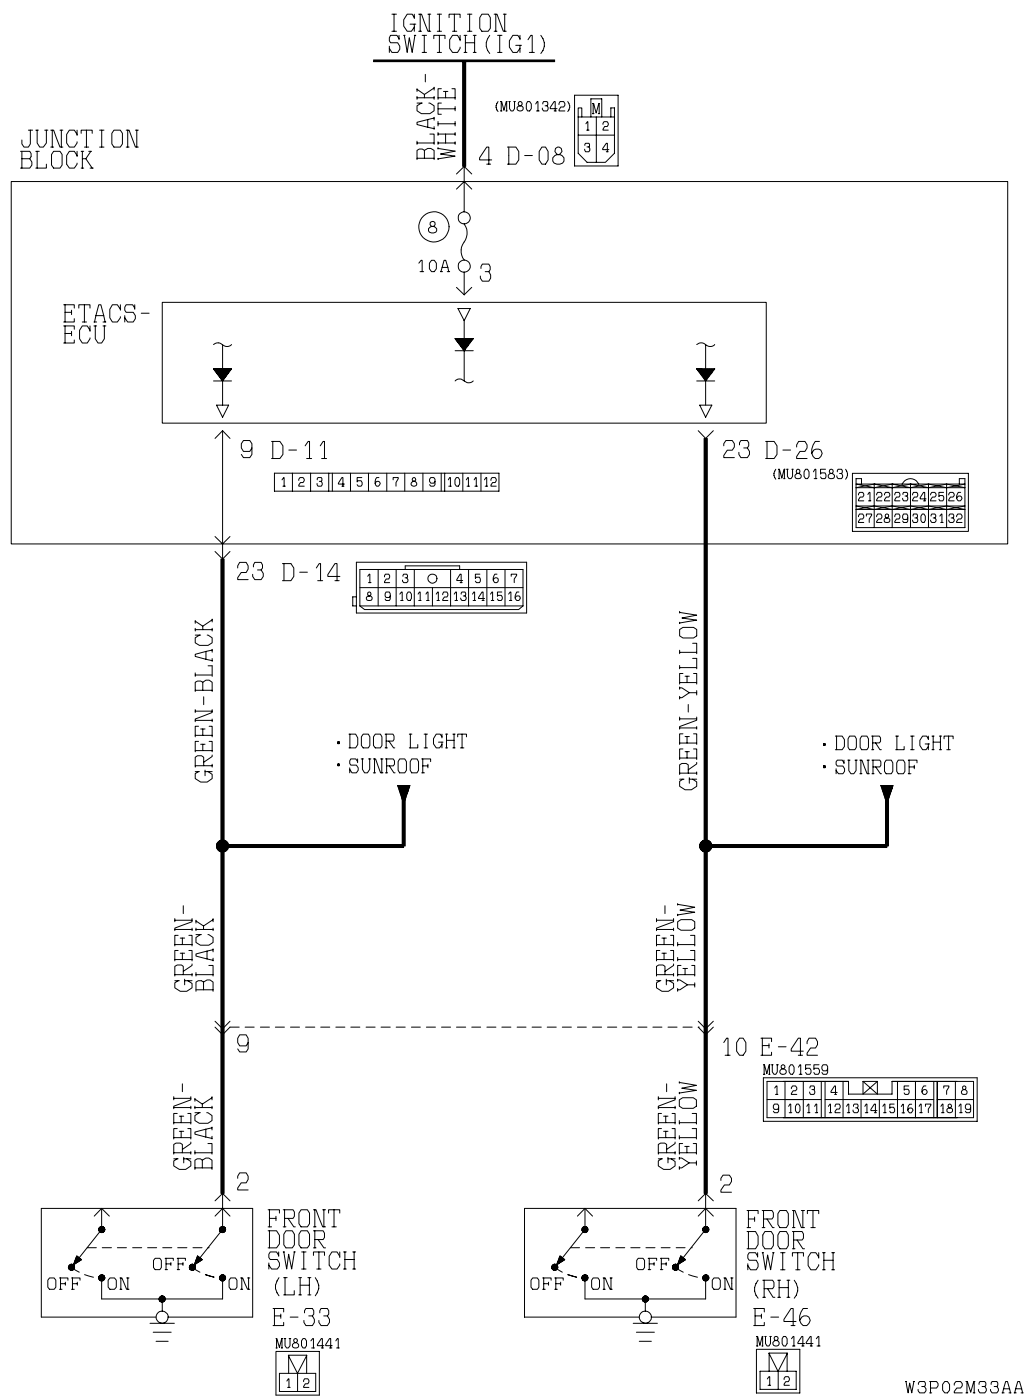 IGNITION
SWITCH(IG1)
BLACK-
WHITE
(MU801342)
M
1 2
3 4
4 D-08
JUNCTION
BLOCK
8
10A
3
ETACS-
ECU
9 D-11
1 2 3 4 5 6 7 8 9 10 11 12
23 D-26
(MU801583)
21 22 23 24 25 26
27 28 29 30 31 32
23 D-14
1 2 3 4 5 6 7
8 9 10 11 12 13 14 15 16
GREEN-BLACK
GREEN-YELLOW
· DOOR LIGHT
· SUNROOF
· DOOR LIGHT
· SUNROOF
GREEN-
BLACK
GREEN-
YELLOW
9
10 E-42
MU801559
1 2 3 4 5 6 7 8
9 10 11 12 13 14 15 16 17 18 19
GREEN-
BLACK
GREEN-
YELLOW
2
2
OFF ON OFF ON
FRONT
DOOR
SWITCH
(LH)
E-33
MU801441
1 2
OFF ON OFF ON
FRONT
DOOR
SWITCH
(RH)
E-46
MU801441
1 2
W3P02M33AA